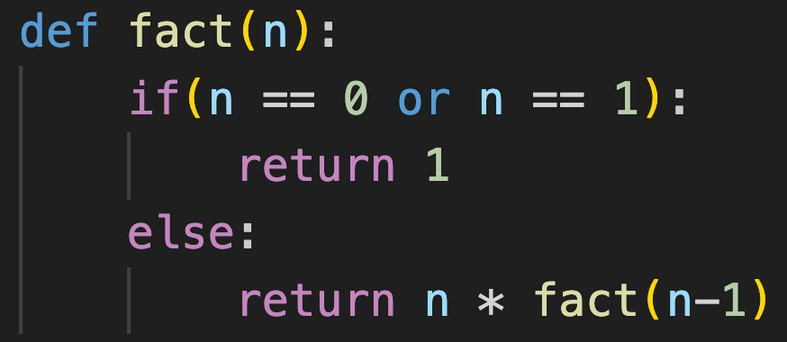 def fact(n):
    if(n == 0 or n == 1):
        return 1
    else:
        return n * fact(n-1)